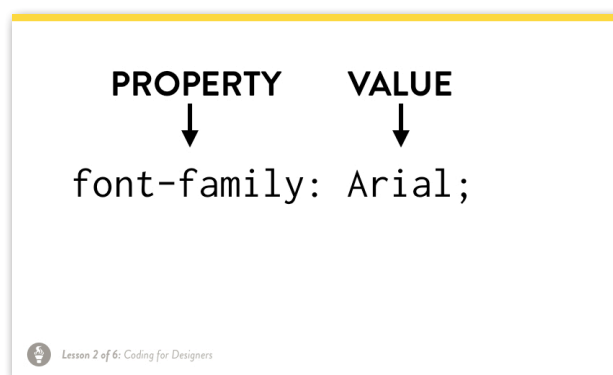 PROPERTY VALUE
font-family: Arial;
Lesson 2 of 6: Coding for Designers